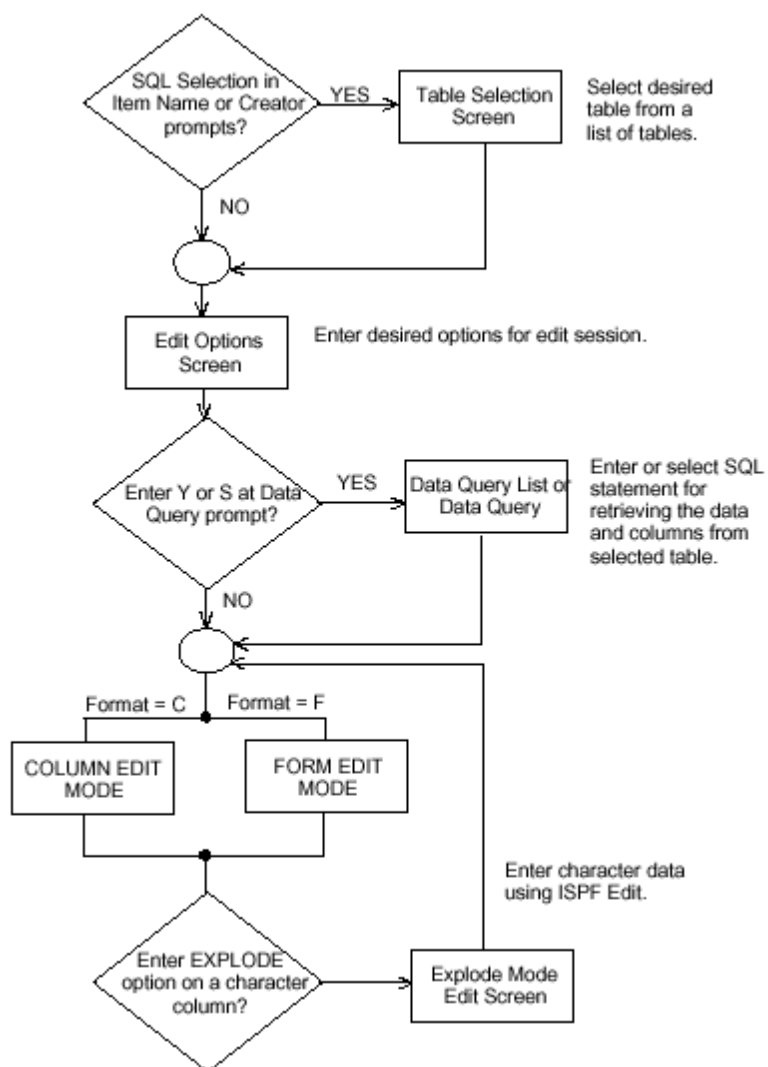 SQL Selection in
Item Name or Creator
prompts?
YES
Table Selection
Screen
Select desired
table from a
list of tables.
NO
Edit Options
Screen
Enter desired options for edit session.
Enter Y or S at Data
Query prompt?
YES
Data Query List or
Data Query
Enter or select SQL
statement for
retrieving the data
and columns from
selected table.
NO
Format = C
Format = F
COLUMN EDIT
MODE
FORM EDIT
MODE
Enter character data
using ISPF Edit.
Enter EXPLODE
option on a character
column?
Explode Mode
Edit Screen